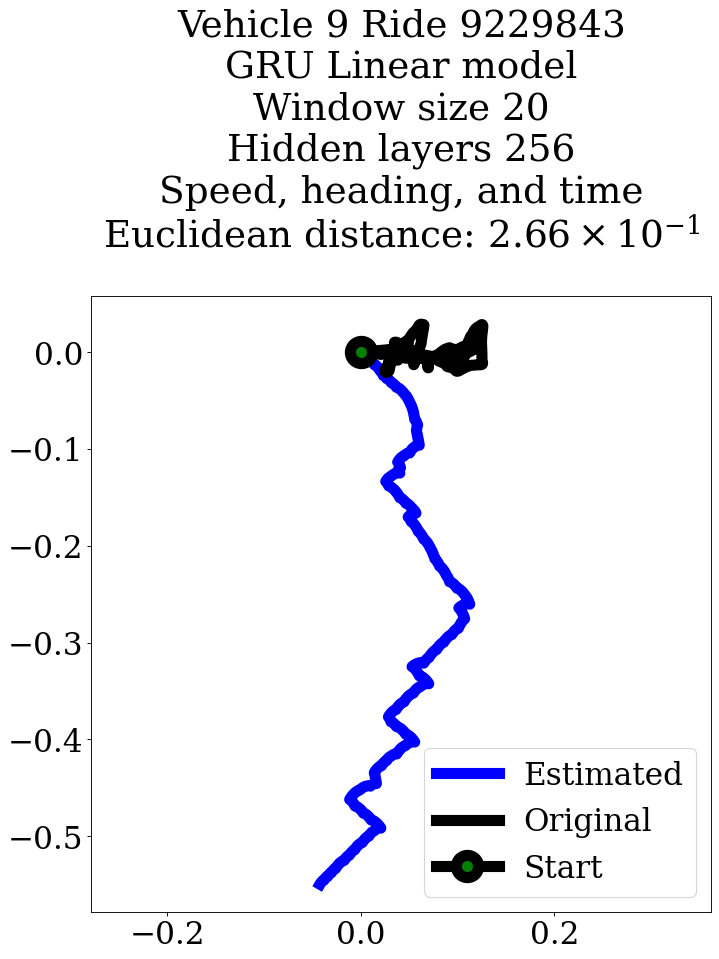 Vehicle 9 Ride 9229843
GRU Linear model
Window size 20
Hidden layers 256
Speed, heading, and time
Euclidean distance: 2.66 × 10⁻¹
0.0
−0.1
−0.2
−0.3
−0.4
−0.5
Estimated
Original
Start
−0.2 0.0 0.2